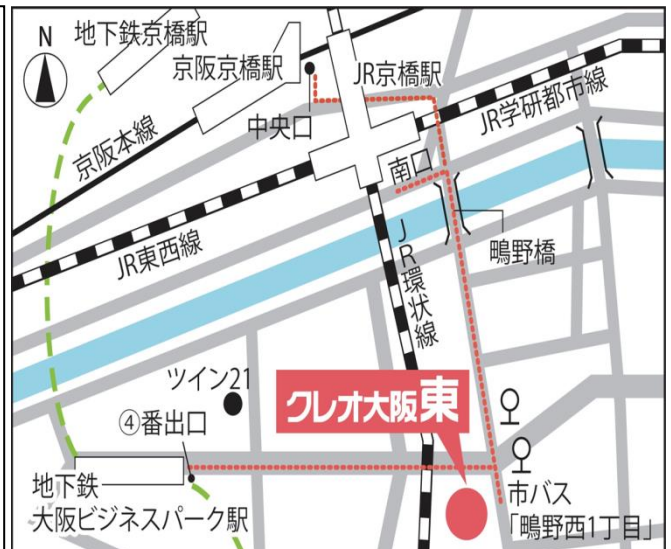 N
地下鉄京橋駅
京阪京橋駅
JR京橋駅
中央口
JR学研都市線
京阪本線
南口
JR東西線
JR環状線
鴫野橋
ツイン21
クレオ大阪東
④番出口
地下鉄
大阪ビジネスパーク駅
市バス
「鴫野西1丁目」